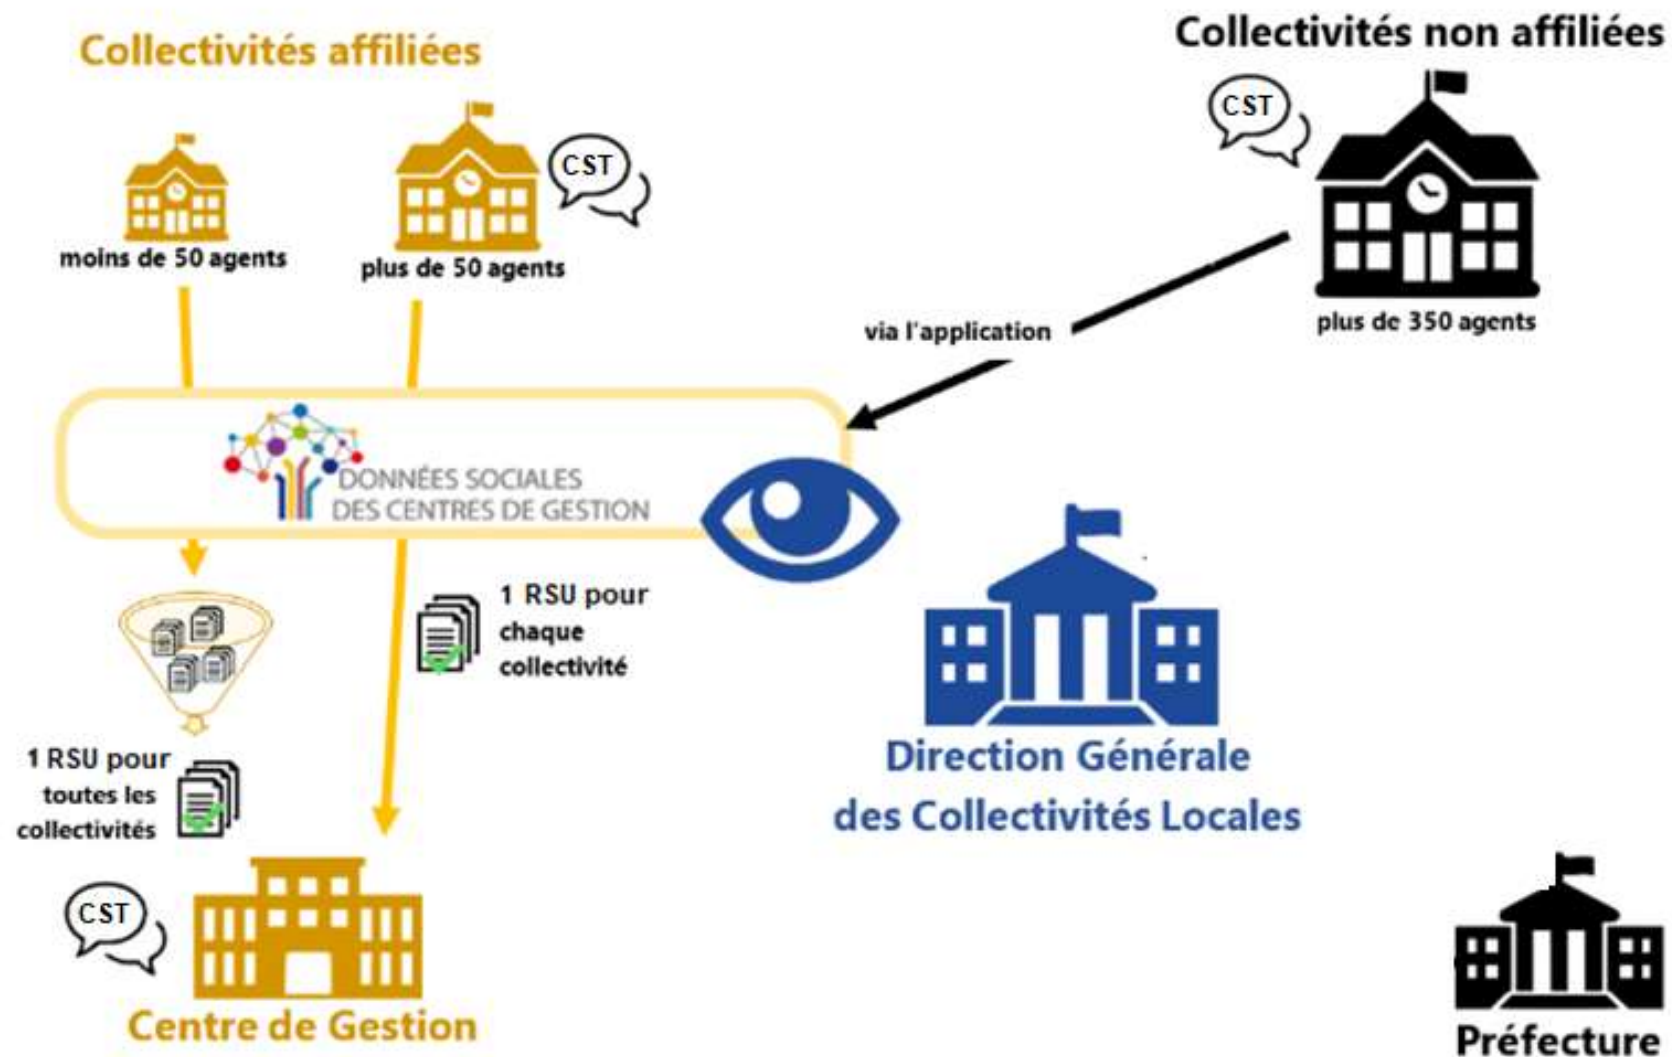 Collectivités affiliées
Collectivités non affiliées
CST
CST
moins de 50 agents
plus de 50 agents
plus de 350 agents
via l'application
DONNÉES SOCIALES
DES CENTRES DE GESTION
1 RSU pour
chaque
collectivité
1 RSU pour
toutes les
collectivités
Direction Générale
des Collectivités Locales
CST
Centre de Gestion
Préfecture